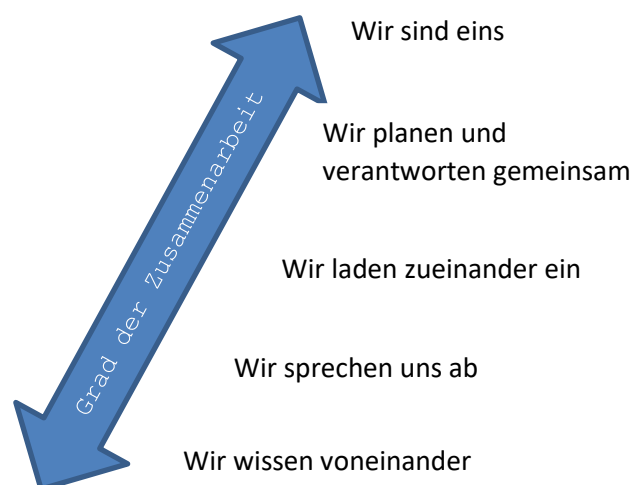 Wir sind eins
Wir planen und
verantworten gemeinsam
Wir laden zueinander ein
Wir sprechen uns ab
Wir wissen voneinander
Grad der Zusammenarbeit